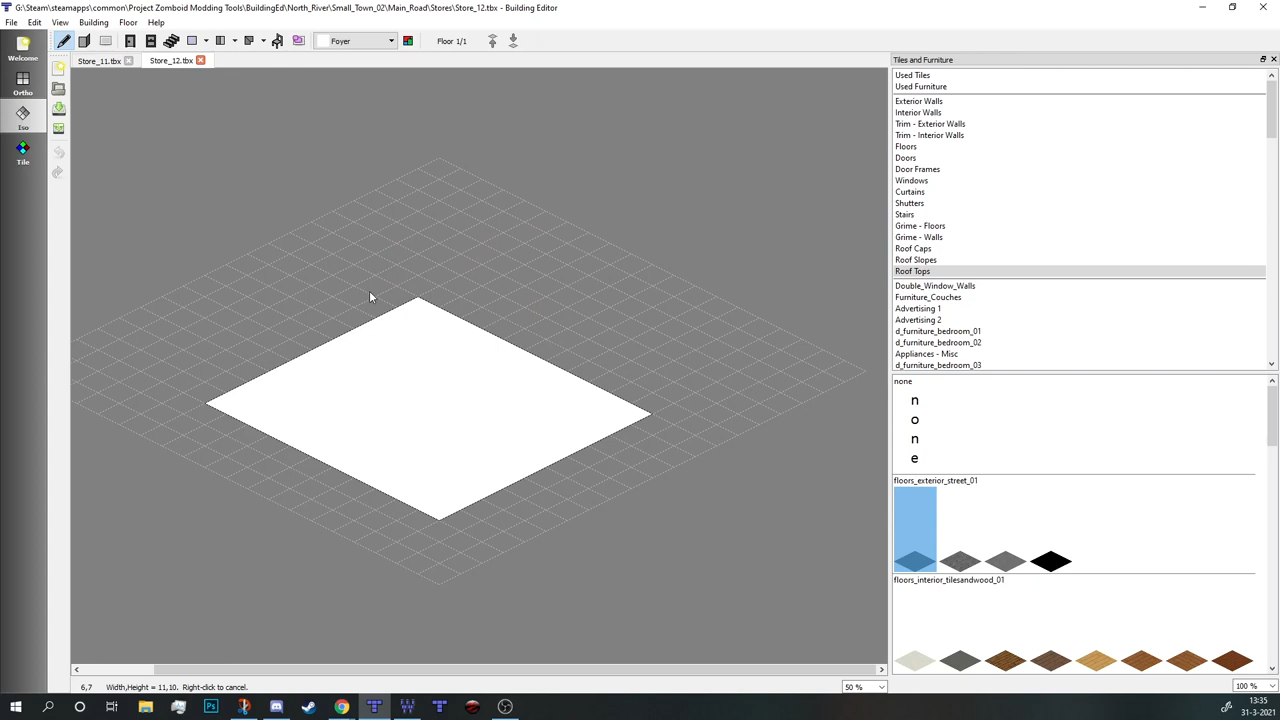 G:\Steam\steamapps\common\Project Zomboid Modding Tools\BuildingEd\North_River\Small_Town_02\Main_Road\Stores\Store_12.tbx - Building Editor
File Edit View Building Floor Help
Foyer Floor 1/1
Welcome
Ortho
Iso
Tile
Store_11.tbx Store_12.tbx
Tiles and Furniture
Used Tiles
Used Furniture
Exterior Walls
Interior Walls
Trim - Exterior Walls
Trim - Interior Walls
Floors
Doors
Door Frames
Windows
Curtains
Shutters
Stairs
Grime - Floors
Grime - Walls
Roof Caps
Roof Slopes
Roof Tops
Double_Window_Walls
Furniture_Couches
Advertising 1
Advertising 2
d_furniture_bedroom_01
d_furniture_bedroom_02
Appliances - Misc
d_furniture_bedroom_03
none
n
o
n
e
floors_exterior_street_01
floors_interior_tilesandwood_01
6,7 Width,Height = 11,10. Right-click to cancel.
50 %
100 %
13:35
31-3-2021